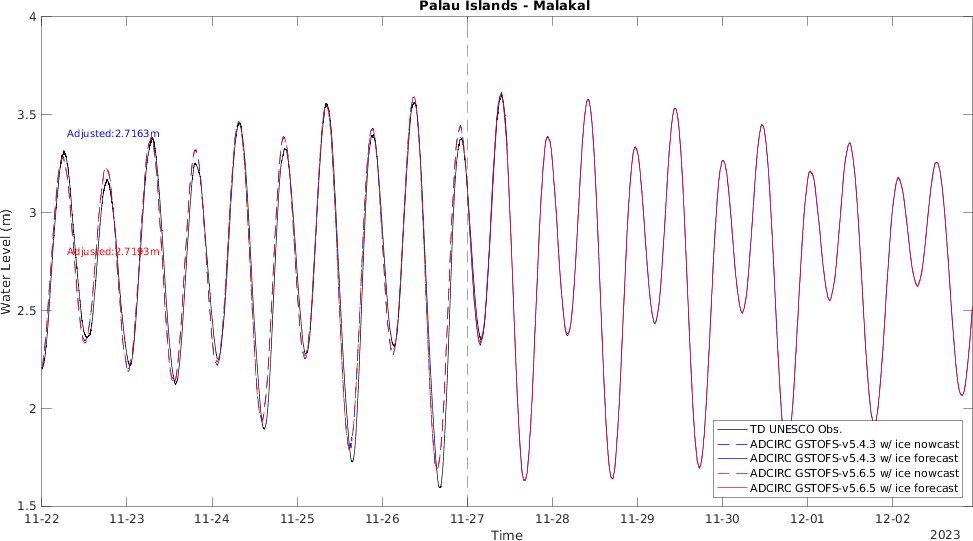 Palau Islands - Malakal
Water Level (m)
4
3.5
3
2.5
2
1.5
Adjusted:2.7163m
Adjusted:2.7193m
TD UNESCO Obs.
ADCIRC GSTOFS-v5.4.3 w/ ice nowcast
ADCIRC GSTOFS-v5.4.3 w/ ice forecast
ADCIRC GSTOFS-v5.6.5 w/ ice nowcast
ADCIRC GSTOFS-v5.6.5 w/ ice forecast
11-22 11-23 11-24 11-25 11-26 11-27 11-28 11-29 11-30 12-01 12-02
Time
2023